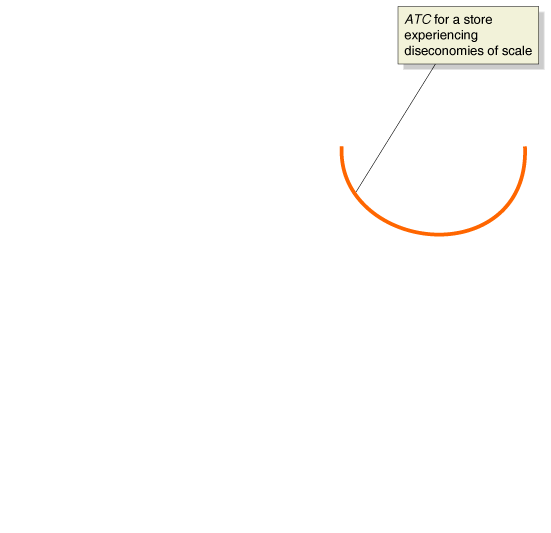 ATC for a store
experiencing
diseconomies of scale